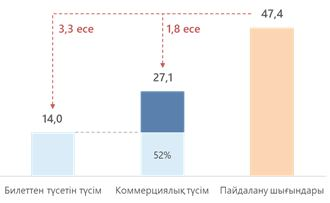 47,4
3,3 есе
1,8 есе
27,1
14,0
52%
Билеттен түсетін түсім
Коммерциялық түсім
Пайдалану шығындары